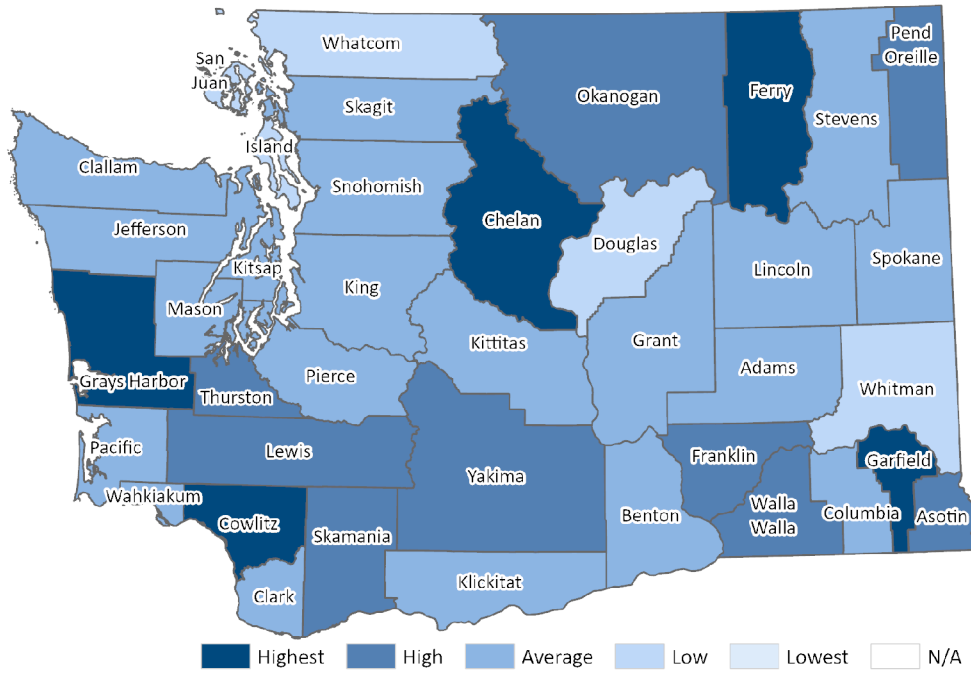 Whatcom
San
Juan
Skagit
Island
Clallam
Snohomish
Jefferson
Kitsap
King
Mason
Grays Harbor
Thurston
Pierce
Pacific
Lewis
Wahkiakum
Cowlitz
Skamania
Clark
Okanogan
Ferry
Pend
Oreille
Stevens
Chelan
Douglas
Lincoln
Spokane
Kittitas
Grant
Adams
Whitman
Yakima
Franklin
Garfield
Benton
Walla
Walla
Columbia
Asotin
Klickitat
Highest
High
Average
Low
Lowest
N/A